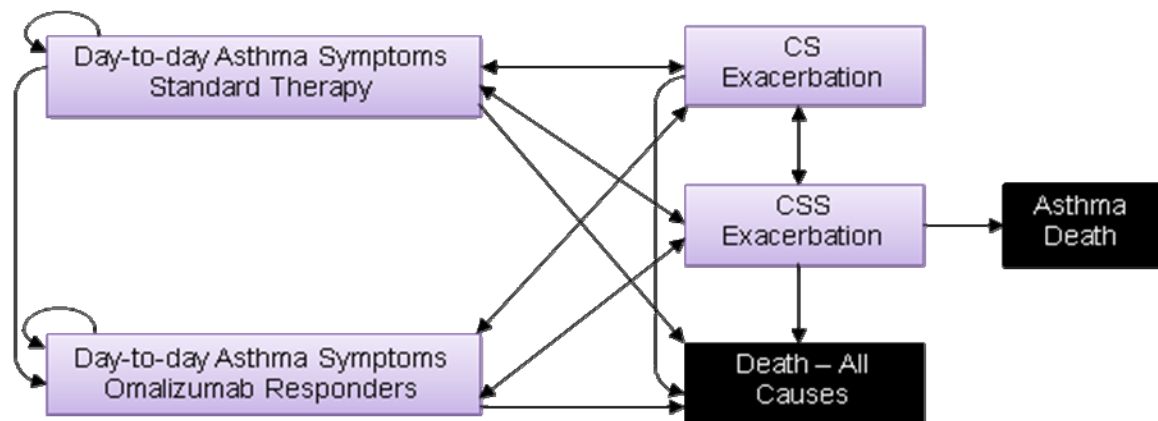 Day-to-day Asthma Symptoms
Standard Therapy
CS
Exacerbation
CSS
Exacerbation
Asthma
Death
Day-to-day Asthma Symptoms
Omalizumab Responders
Death – All
Causes